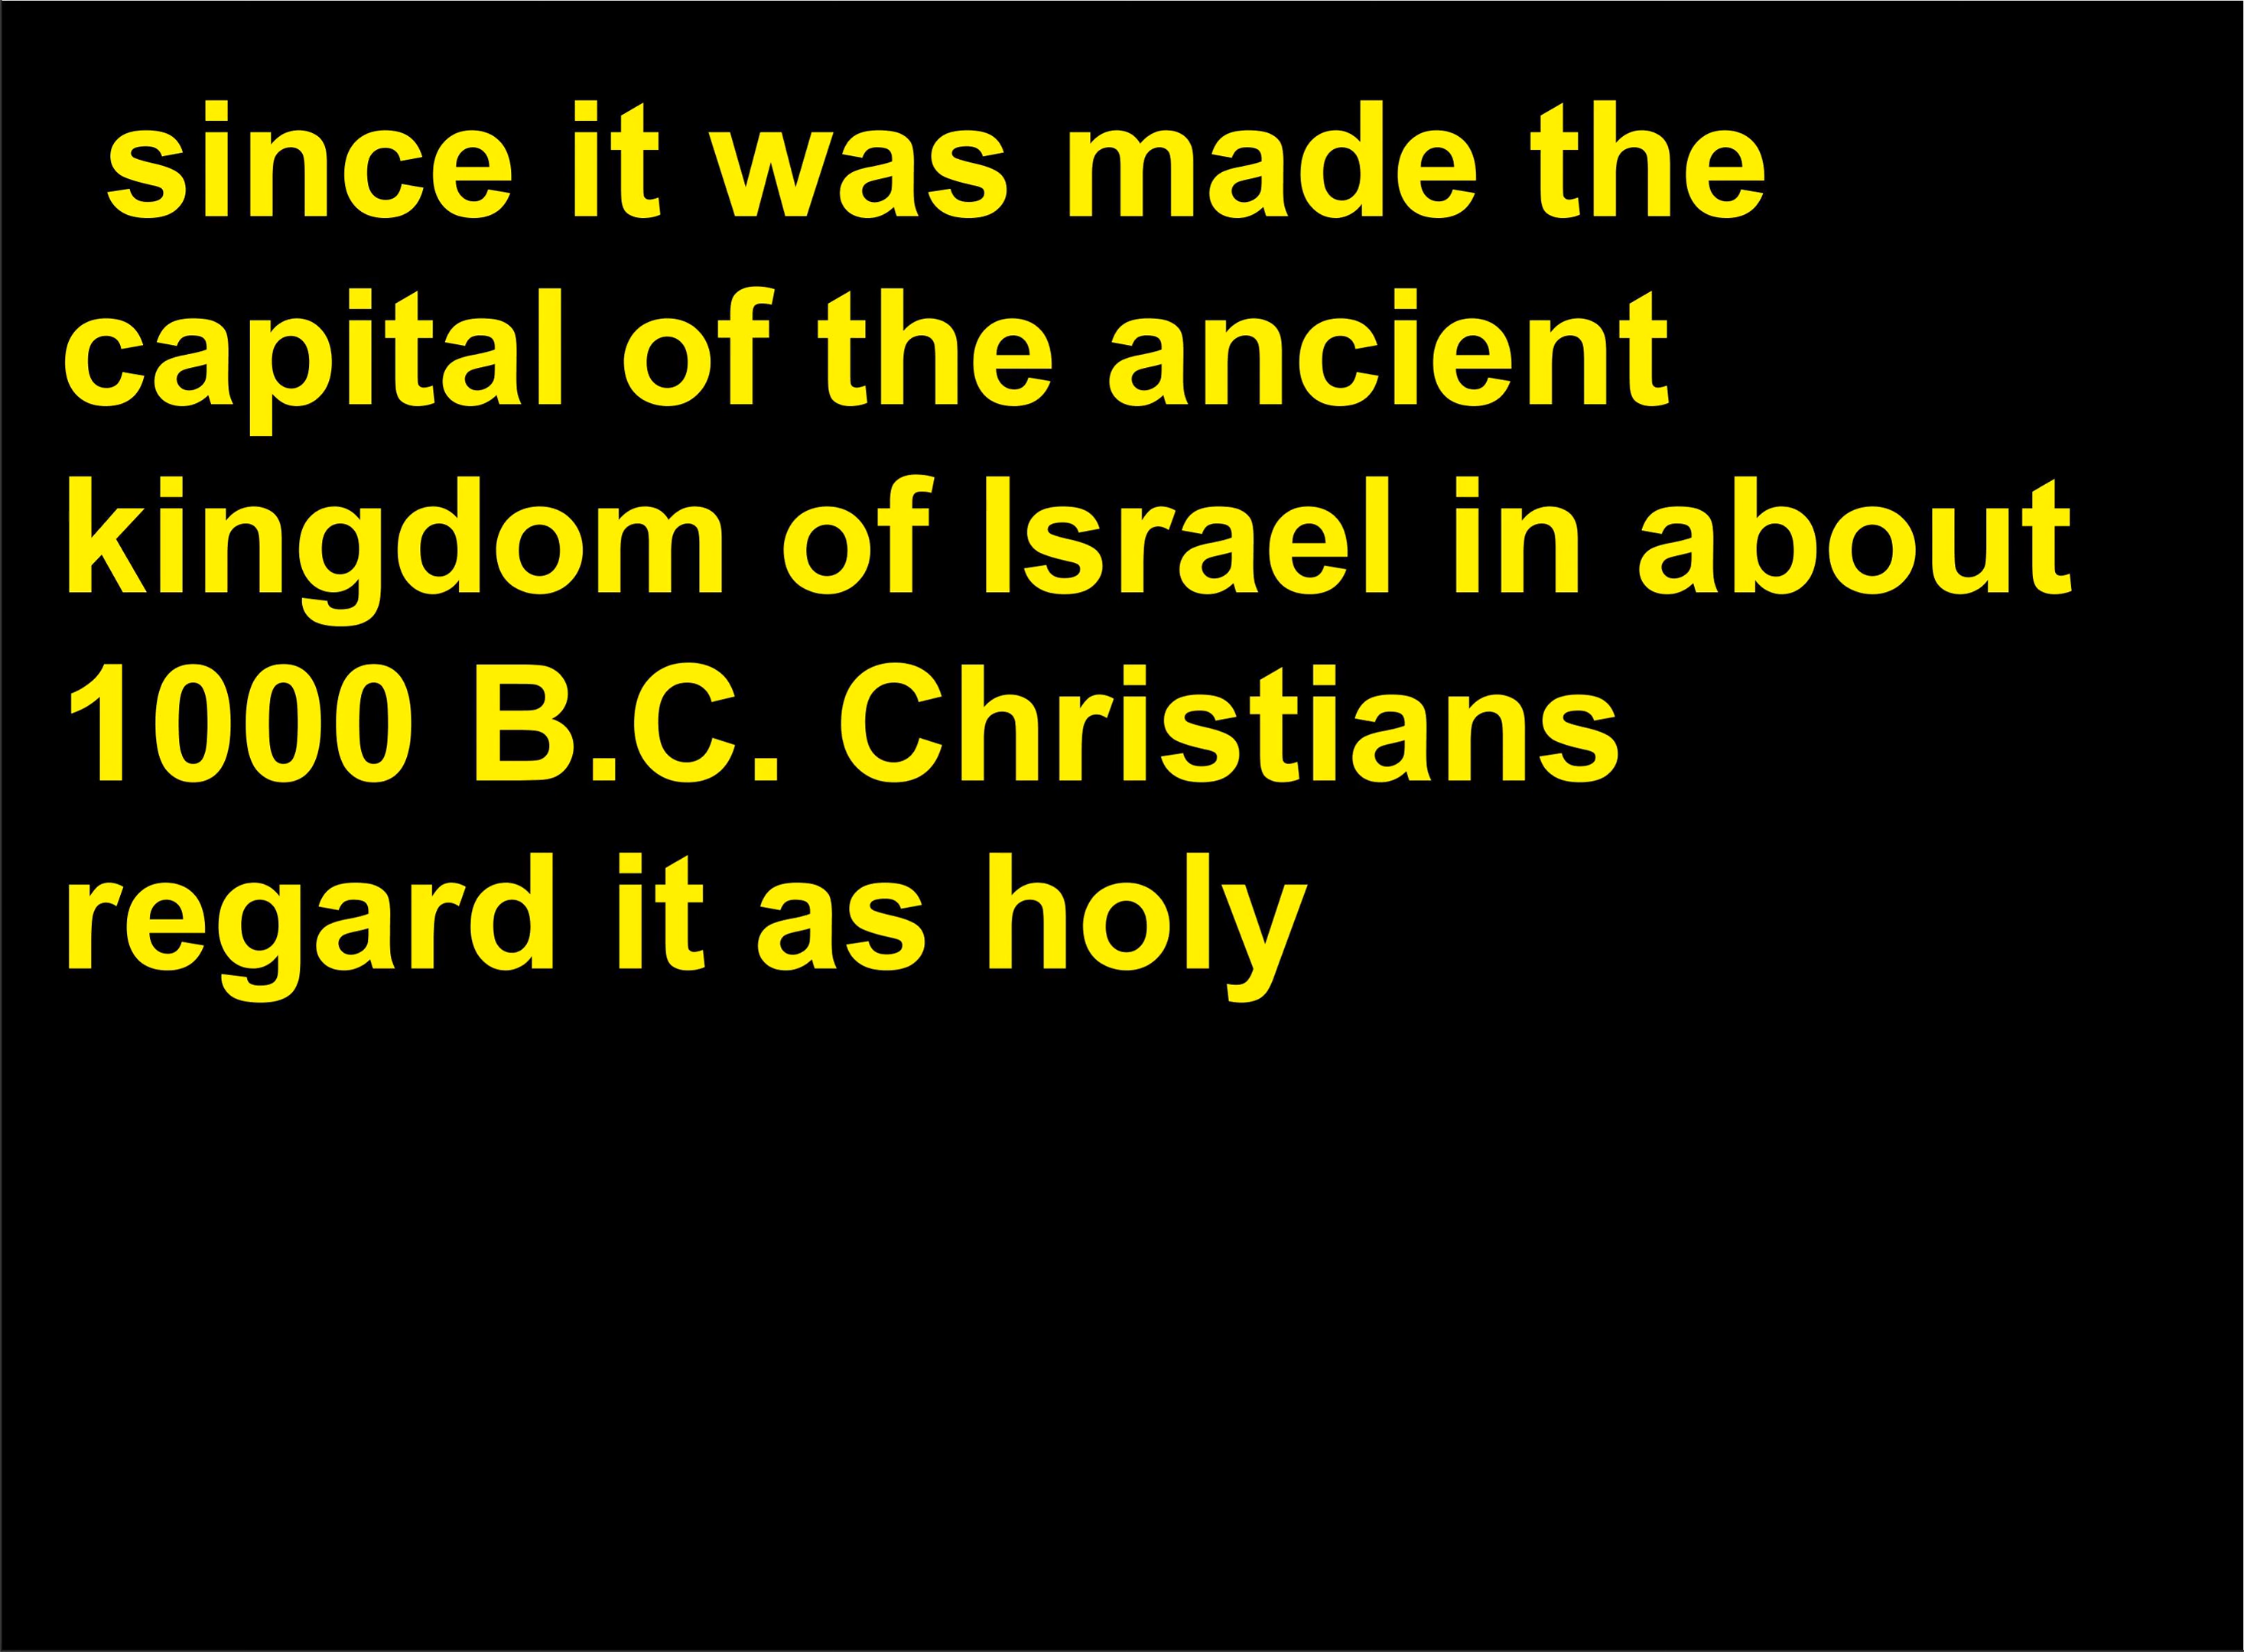 since it was made the
capital of the ancient
kingdom of Israel in about
1000 B.C. Christians
regard it as holy